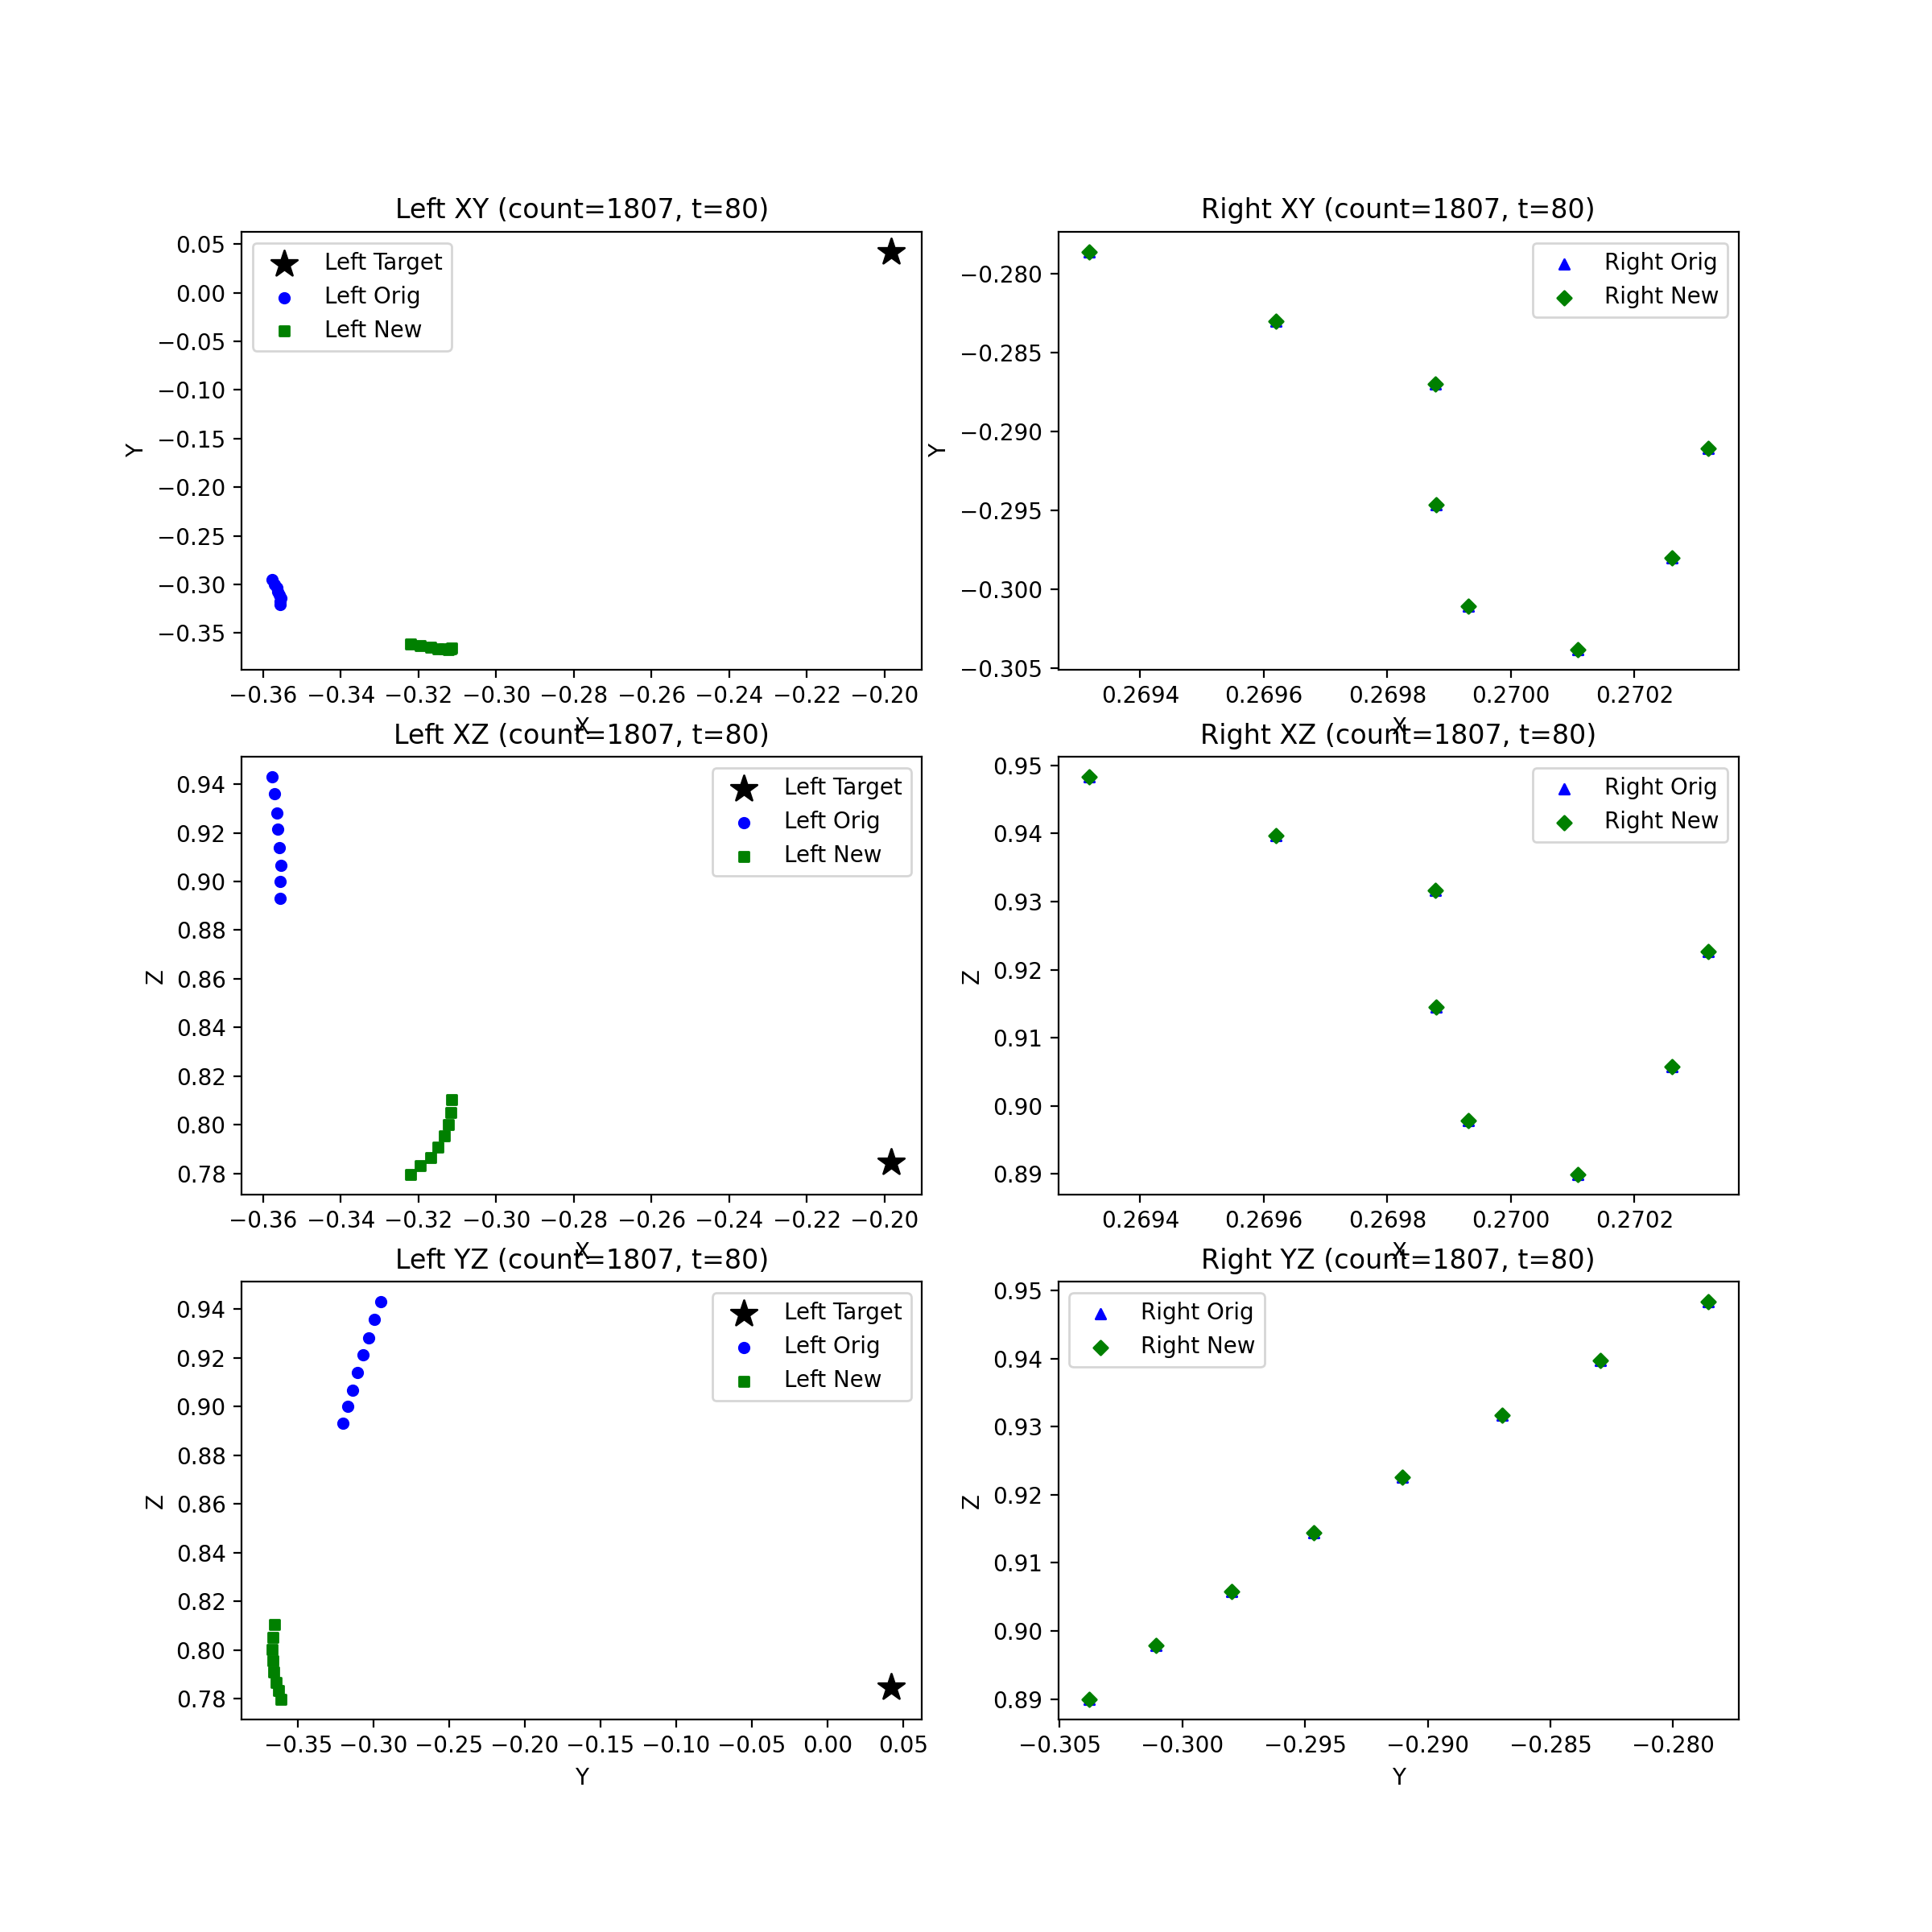 Left XY (count=1807, t=80)
Left Target
Left Orig
Left New
0.05
0.00
−0.05
−0.10
−0.15
−0.20
−0.25
−0.30
−0.35
Y
−0.36 −0.34 −0.32 −0.30 −0.28 −0.26 −0.24 −0.22 −0.20
X
Right XY (count=1807, t=80)
Right Orig
Right New
−0.280
−0.285
−0.290
−0.295
−0.300
−0.305
Y
0.2694 0.2696 0.2698 0.2700 0.2702
X
Left XZ (count=1807, t=80)
Left Target
Left Orig
Left New
0.94
0.92
0.90
0.88
0.86
0.84
0.82
0.80
0.78
Z
−0.36 −0.34 −0.32 −0.30 −0.28 −0.26 −0.24 −0.22 −0.20
X
Right XZ (count=1807, t=80)
Right Orig
Right New
0.95
0.94
0.93
0.92
0.91
0.90
0.89
Z
0.2694 0.2696 0.2698 0.2700 0.2702
X
Left YZ (count=1807, t=80)
Left Target
Left Orig
Left New
0.94
0.92
0.90
0.88
0.86
0.84
0.82
0.80
0.78
Z
−0.35 −0.30 −0.25 −0.20 −0.15 −0.10 −0.05 0.00 0.05
Y
Right YZ (count=1807, t=80)
Right Orig
Right New
0.95
0.94
0.93
0.92
0.91
0.90
0.89
Z
−0.305 −0.300 −0.295 −0.290 −0.285 −0.280
Y